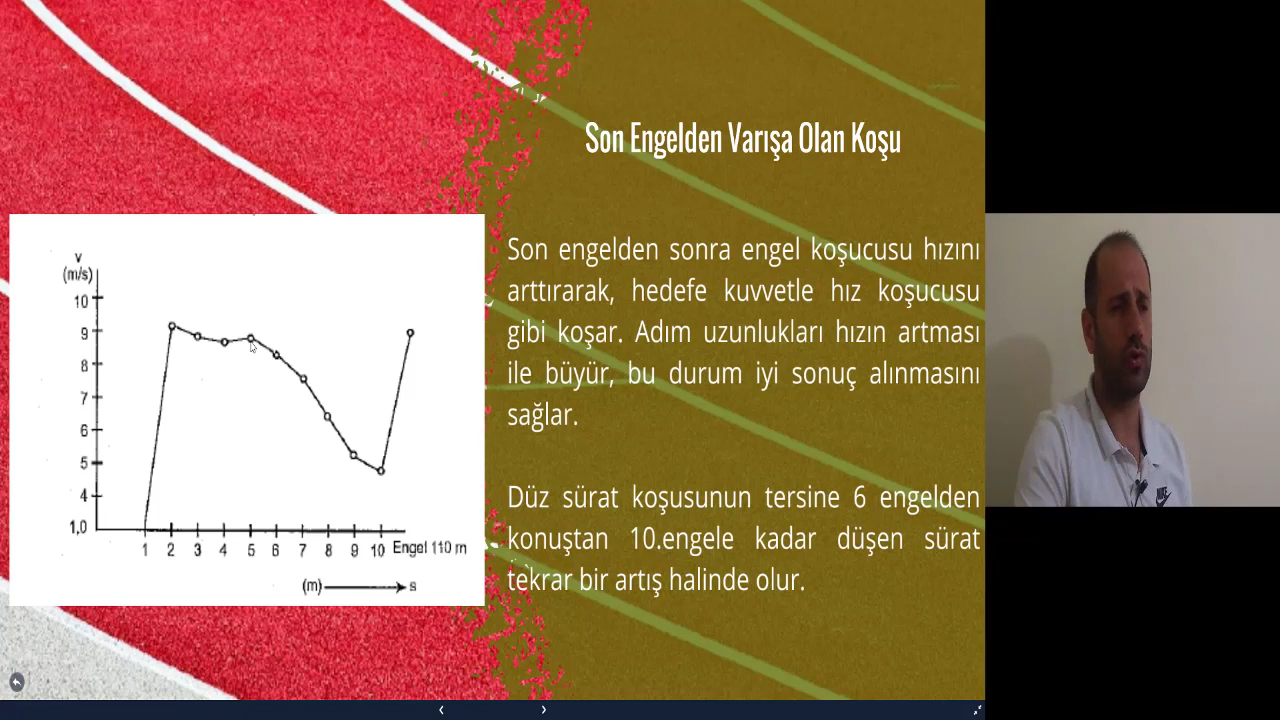 Son Engelden Varışa Olan Koşu
Son engelden sonra engel koşucusu hızını
arttırarak, hedefe kuvvetle hız koşucusu
gibi koşar. Adım uzunlukları hızın artması
ile büyür, bu durum iyi sonuç alınmasını
sağlar.
Düz sürat koşusunun tersine 6 engelden
konuştan 10.engele kadar düşen sürat
tekrar bir artış halinde olur.
v
(m/s)
10
9
8
7
6
5
4
1,0
1 2 3 4 5 6 7 8 9 10 Engel 110 m
(m) s